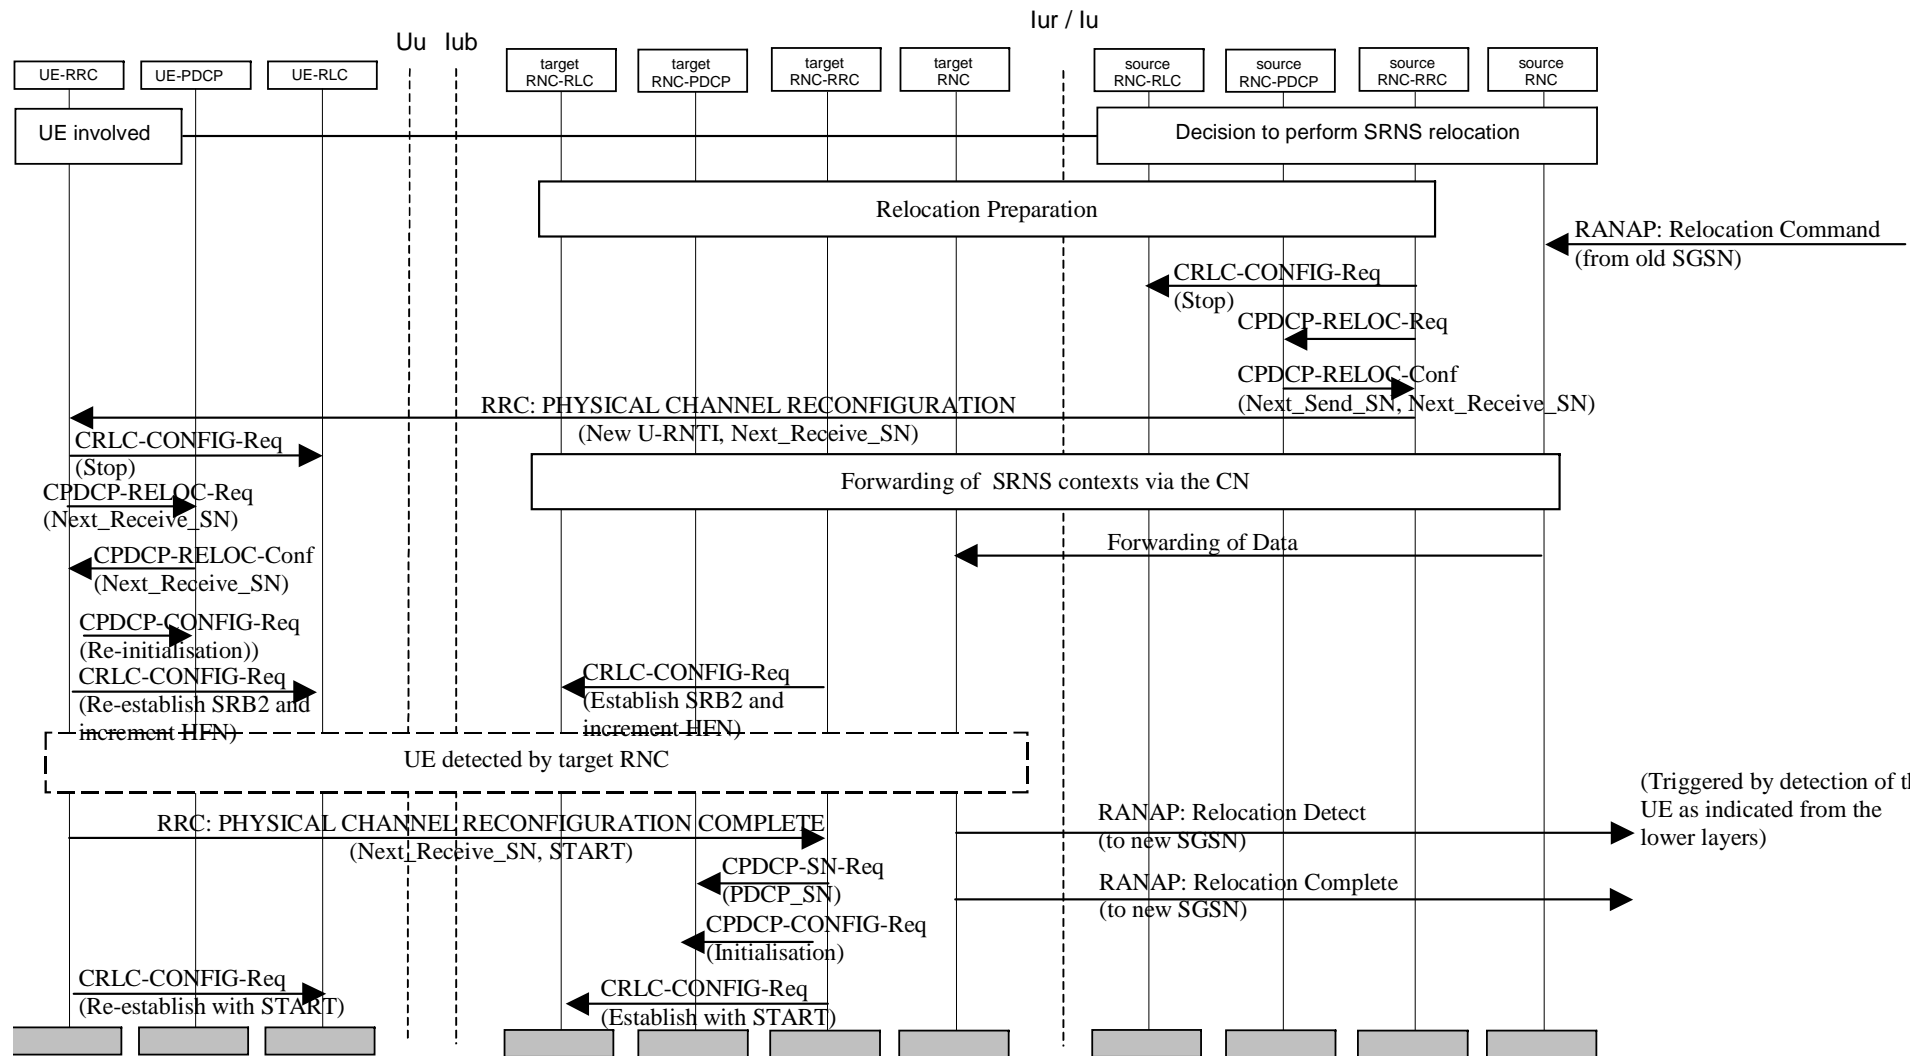 Iur / Iu
Uu Iub
UE-RRC
UE-PDCP
UE-RLC
target
RNC-RLC
target
RNC-PDCP
target
RNC-RRC
target
RNC
source
RNC-RLC
source
RNC-PDCP
source
RNC-RRC
source
RNC
UE involved
Decision to perform SRNS relocation
Relocation Preparation
RANAP: Relocation Command
(from old SGSN)
CRLC-CONFIG-Req
(Stop)
CPDCP-RELOC-Req
CPDCP-RELOC-Conf
(Next_Send_SN, Next_Receive_SN)
RRC: PHYSICAL CHANNEL RECONFIGURATION
(New U-RNTI, Next_Receive_SN)
CRLC-CONFIG-Req
(Stop)
Forwarding of SRNS contexts via the CN
CPDCP-RELOC-Req
(Next_Receive_SN)
Forwarding of Data
CPDCP-RELOC-Conf
(Next_Receive_SN)
CPDCP-CONFIG-Req
(Re-initialisation))
CRLC-CONFIG-Req
(Re-establish SRB2 and
increment HFN)
CRLC-CONFIG-Req
(Establish SRB2 and
increment HFN)
UE detected by target RNC
(Triggered by detection of t
UE as indicated from the
lower layers)
RRC: PHYSICAL CHANNEL RECONFIGURATION COMPLETE
(Next_Receive_SN, START)
RANAP: Relocation Detect
(to new SGSN)
CPDCP-SN-Req
(PDCP_SN)
RANAP: Relocation Complete
(to new SGSN)
CPDCP-CONFIG-Req
(Initialisation)
CRLC-CONFIG-Req
(Re-establish with START)
CRLC-CONFIG-Req
(Establish with START)